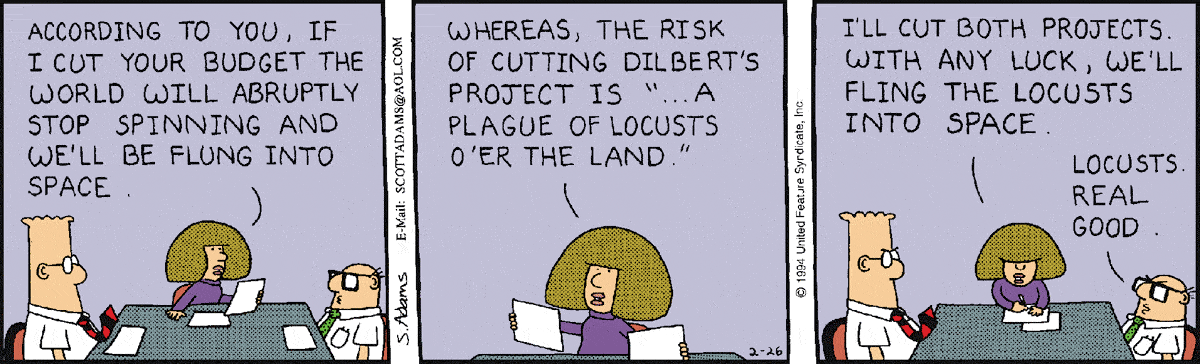 ACCORDING TO YOU, IF
I CUT YOUR BUDGET THE
WORLD WILL ABRUPTLY
STOP SPINNING AND
WE'LL BE FLUNG INTO
SPACE.
S. Adams
E-Mail: SCOTTADAMS@AOL.COM
WHEREAS, THE RISK
OF CUTTING DILBERT'S
PROJECT IS "...A
PLAGUE OF LOCUSTS
O'ER THE LAND."
2-26
© 1994 United Feature Syndicate, Inc.
I'LL CUT BOTH PROJECTS.
WITH ANY LUCK, WE'LL
FLING THE LOCUSTS
INTO SPACE.
LOCUSTS.
REAL
GOOD.